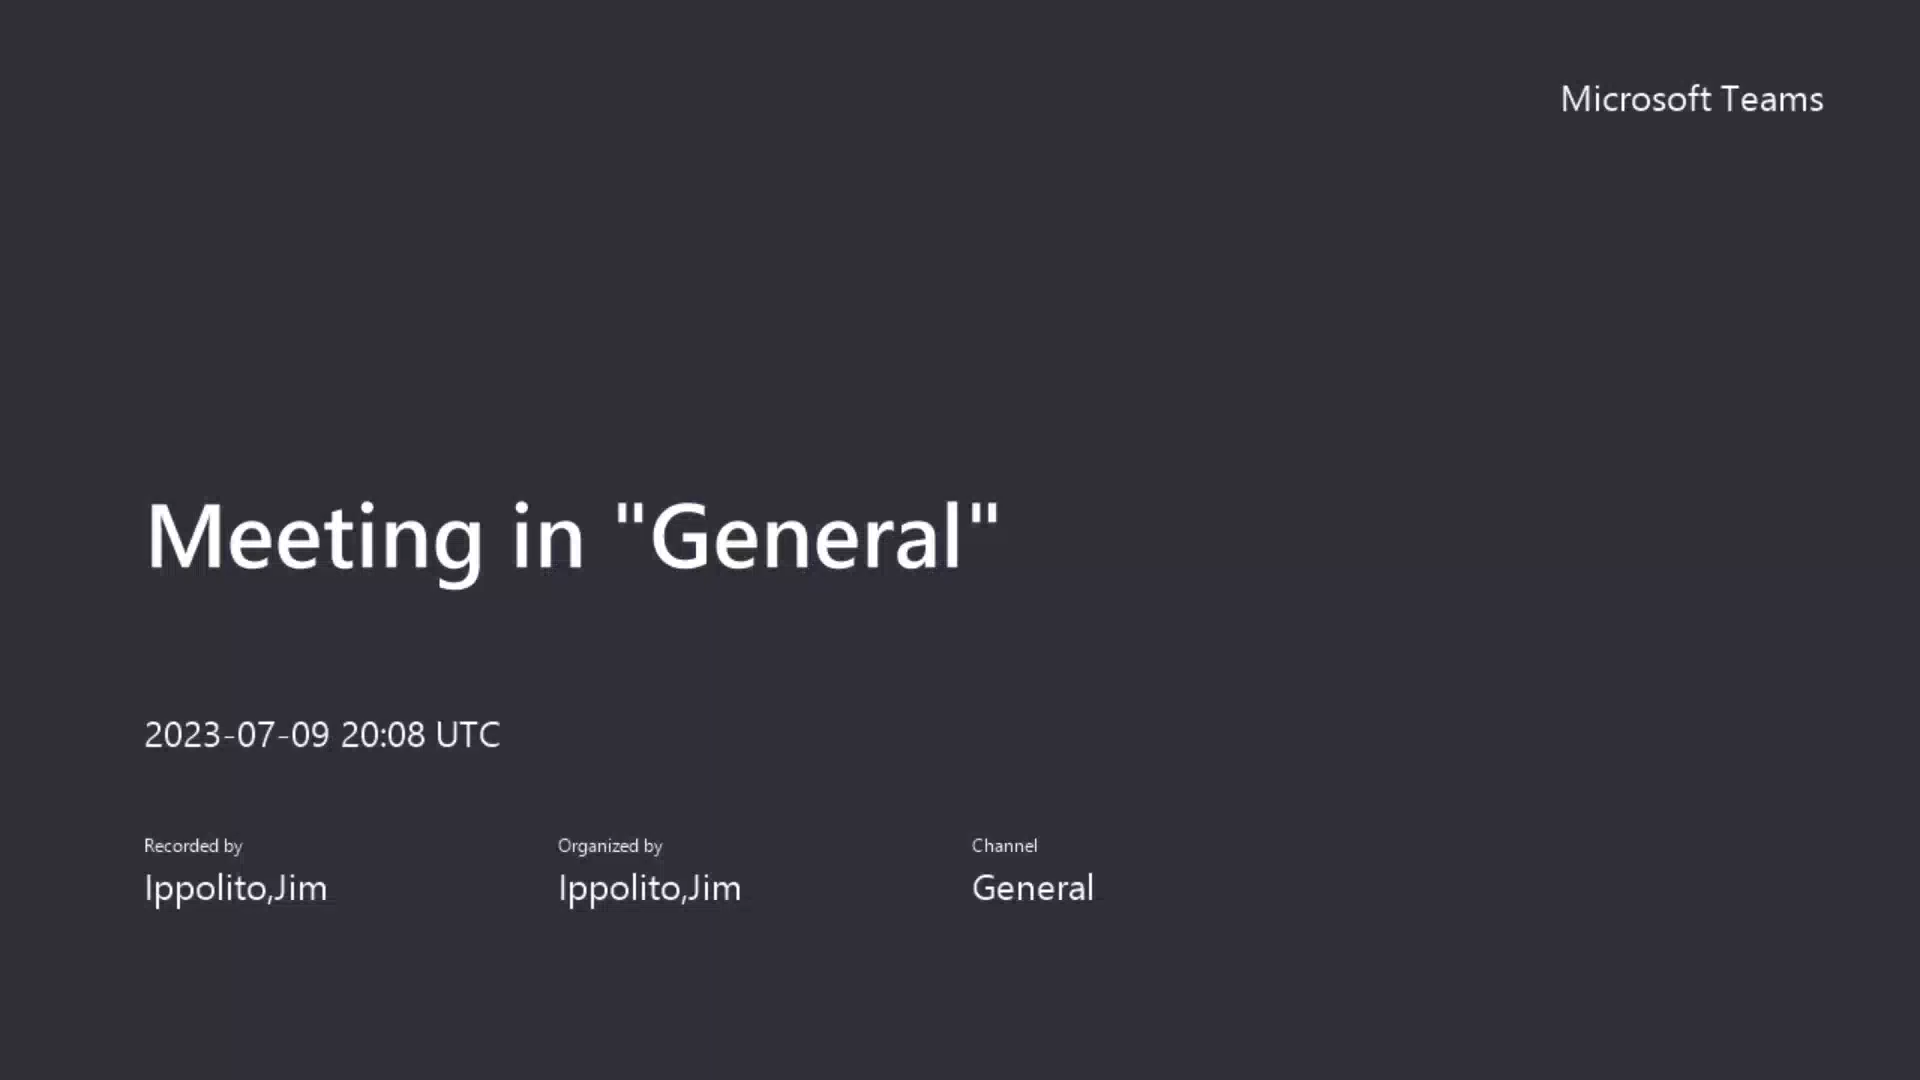 Microsoft Teams
Meeting in "General"
2023-07-09 20:08 UTC
Recorded by
Ippolito,Jim
Organized by
Ippolito,Jim
Channel
General